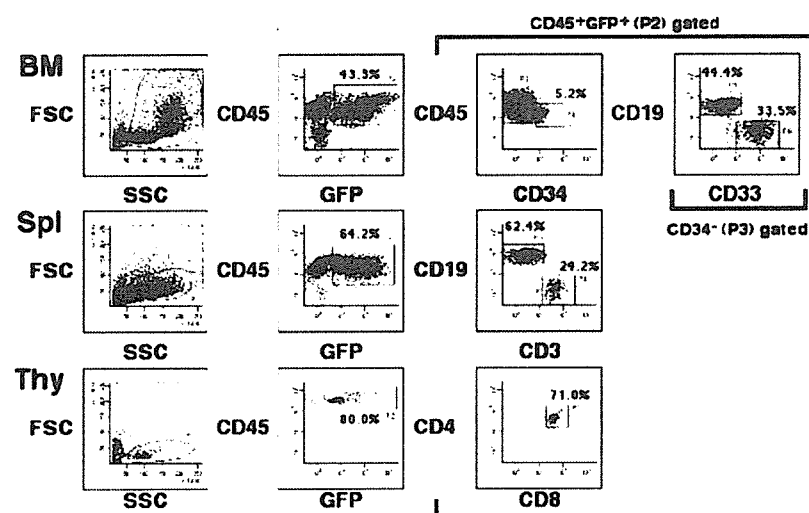 CD45⁺GFP⁺ (P2) gated
BM
FSC
SSC
CD45
43.3%
GFP
CD45
5.2%
CD34
CD19
44.4%
33.5%
CD33
CD34⁻ (P3) gated
Spl
FSC
SSC
CD45
64.2%
GFP
CD19
62.4%
24.2%
CD3
Thy
FSC
SSC
CD45
80.0%
GFP
CD4
71.0%
CD8